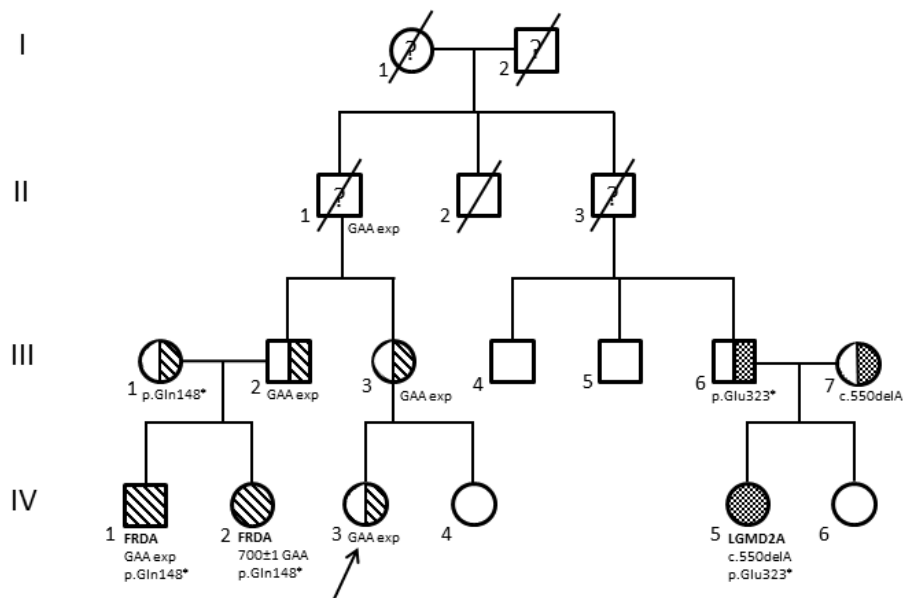 I
? ?
1 2
II
? ?
1 2 3
GAA exp
III
1 2 3 4 5 6 7
p.Gln148* GAA exp GAA exp p.Glu323* c.550delA
IV
1 2 3 4 5 6
FRDA FRDA GAA exp LGMD2A
GAA exp 700±1 GAA c.550delA
p.Gln148* p.Gln148* p.Glu323*